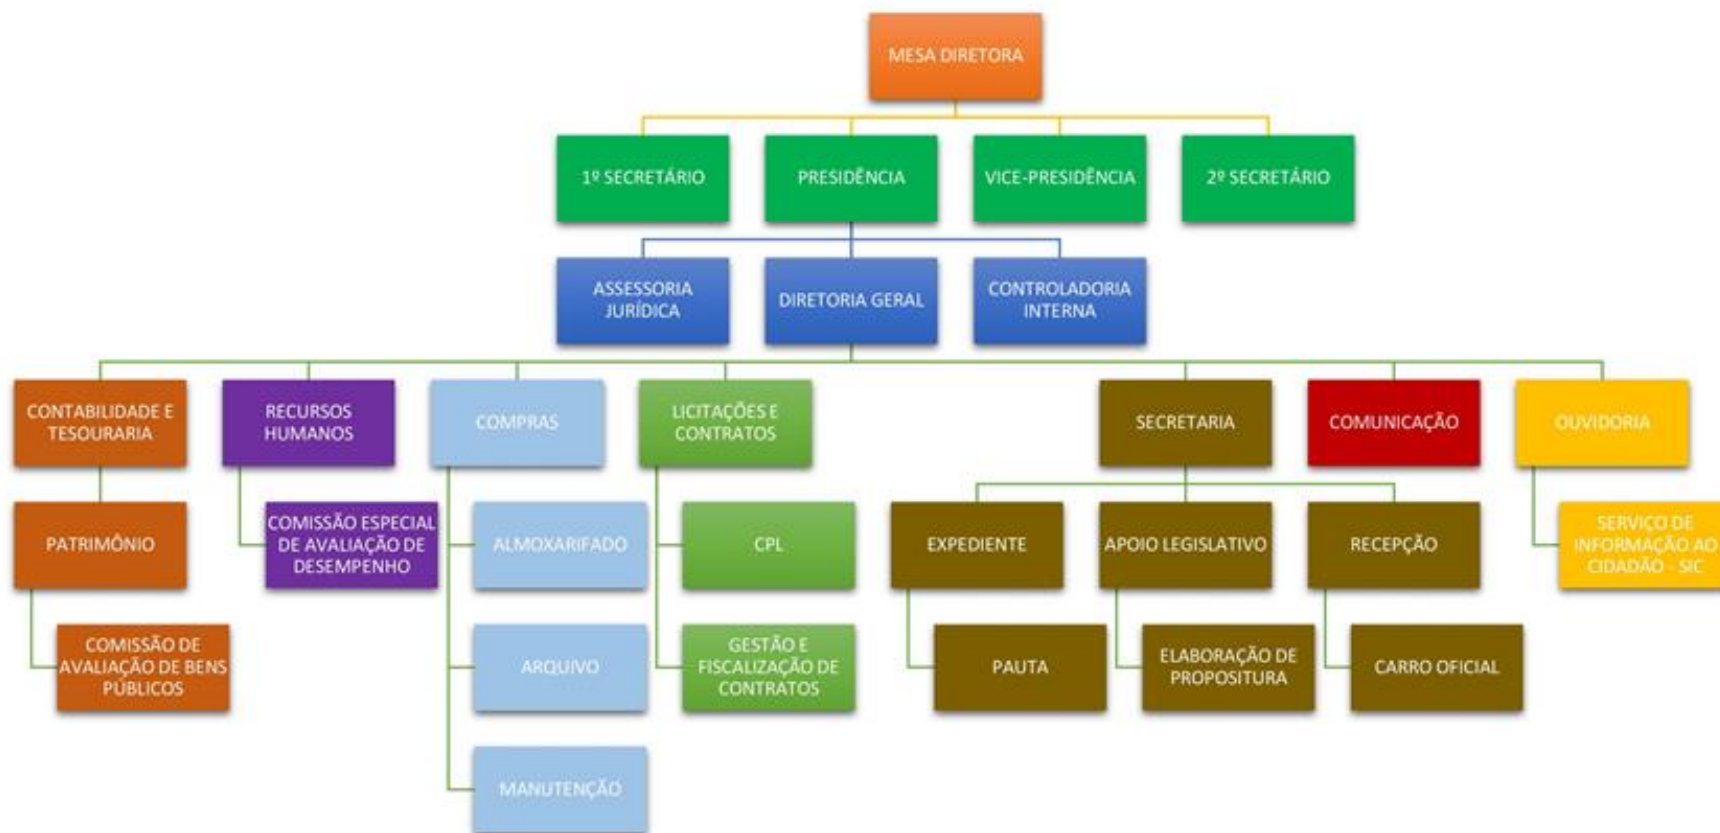 MESA DIRETORA
1º SECRETÁRIO
PRESIDÊNCIA
VICE-PRESIDÊNCIA
2º SECRETÁRIO
ASSESSORIA
JURÍDICA
DIRETORIA GERAL
CONTROLADORIA
INTERNA
CONTABILIDADE E
TESOURARIA
RECURSOS
HUMANOS
COMPRAS
LICITAÇÕES E
CONTRATOS
SECRETARIA
COMUNICAÇÃO
OUVIDORIA
PATRIMÔNIO
COMISSÃO ESPECIAL
DE AVALIAÇÃO DE
DESEMPENHO
ALMOXARIFADO
CPL
EXPEDIENTE
APOIO LEGISLATIVO
RECEPÇÃO
SERVIÇO DE
INFORMAÇÃO AO
CIDADÃO - SIC
COMISSÃO DE
AVALIAÇÃO DE BENS
PÚBLICOS
ARQUIVO
GESTÃO E
FISCALIZAÇÃO DE
CONTRATOS
PAUTA
ELABORAÇÃO DE
PROPOSITURA
CARRO OFICIAL
MANUTENÇÃO